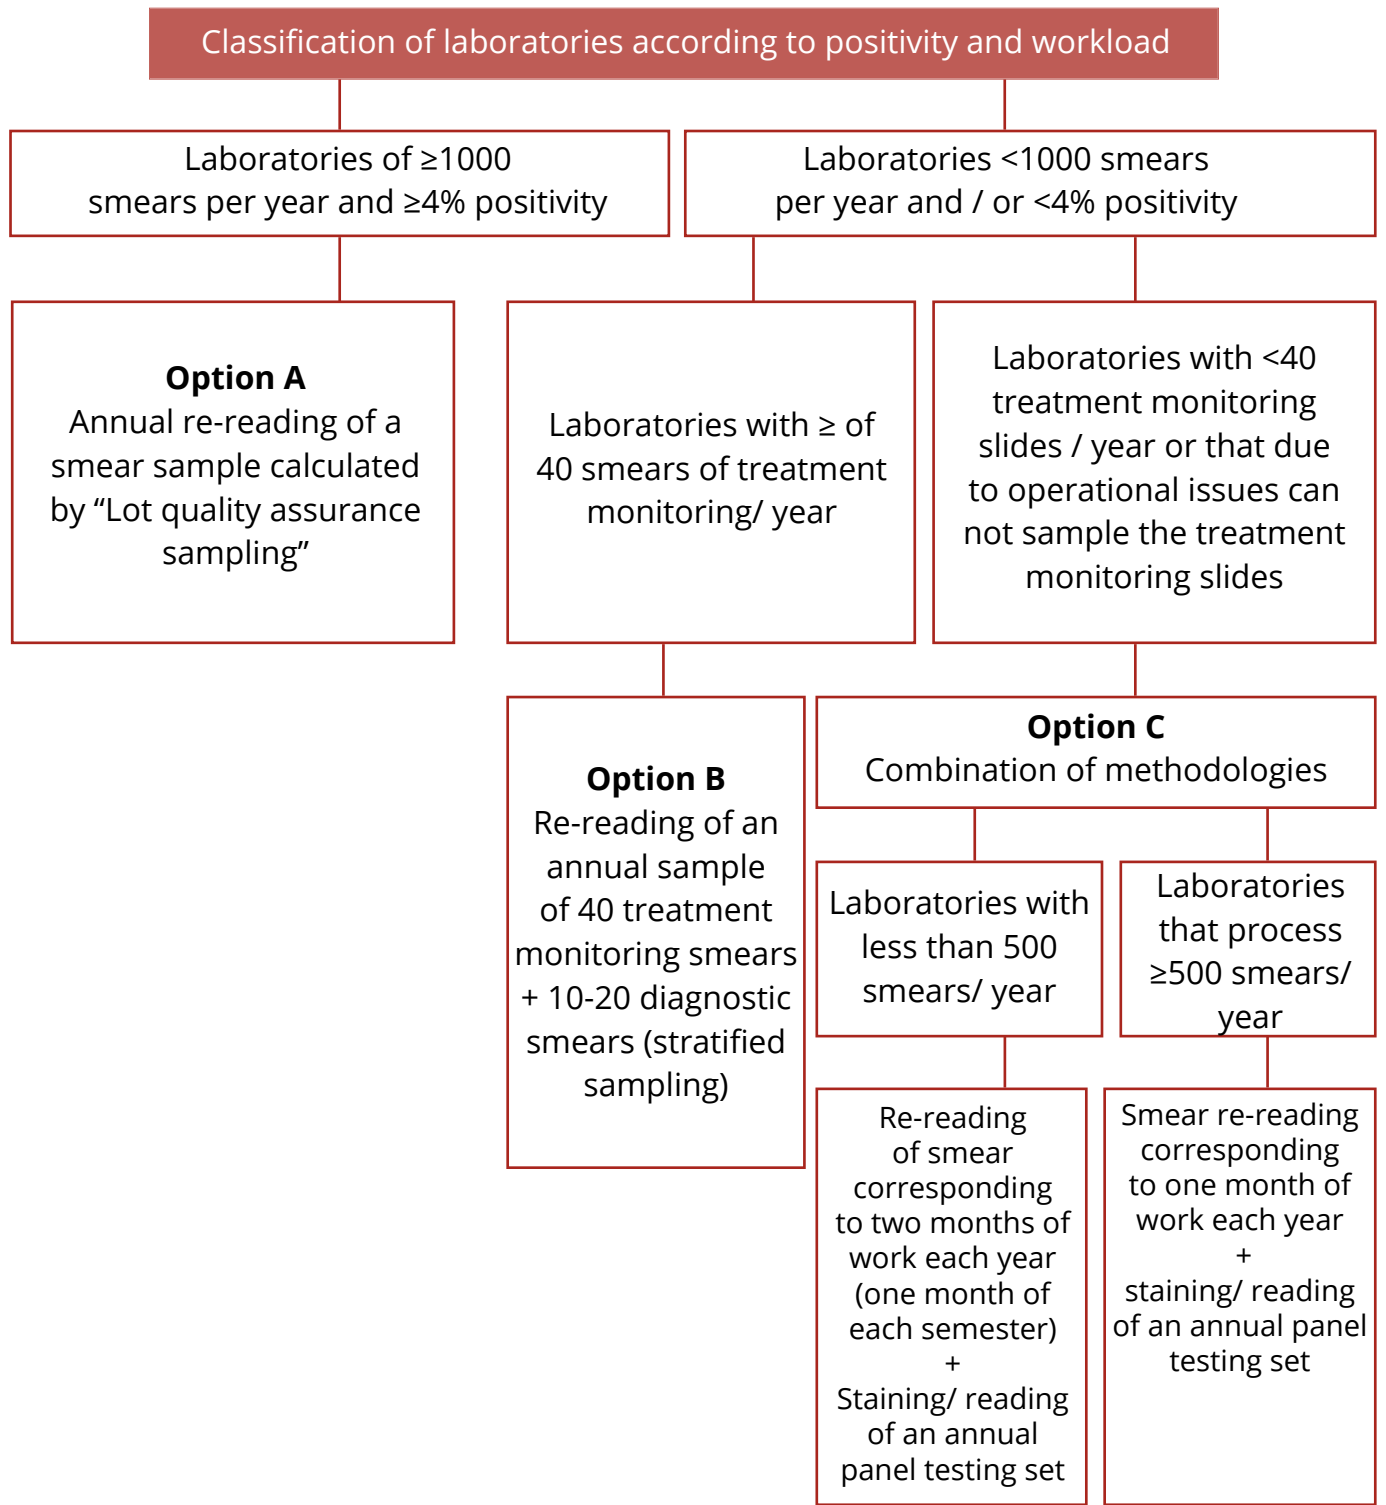 Classification of laboratories according to positivity and workload
Laboratories of ≥1000
smears per year and ≥4% positivity
Laboratories <1000 smears
per year and / or <4% positivity
Option A
Annual re-reading of a
smear sample calculated
by “Lot quality assurance
sampling”
Laboratories with ≥ of
40 smears of treatment
monitoring/ year
Laboratories with <40
treatment monitoring
slides / year or that due
to operational issues can
not sample the treatment
monitoring slides
Option B
Re-reading of an
annual sample
of 40 treatment
monitoring smears
+ 10-20 diagnostic
smears (stratified
sampling)
Option C
Combination of methodologies
Laboratories with
less than 500
smears/ year
Laboratories
that process
≥500 smears/
year
Re-reading
of smear
corresponding
to two months of
work each year
(one month of
each semester)
+
Staining/ reading
of an annual
panel testing set
Smear re-reading
corresponding
to one month of
work each year
+
staining/ reading
of an annual panel
testing set